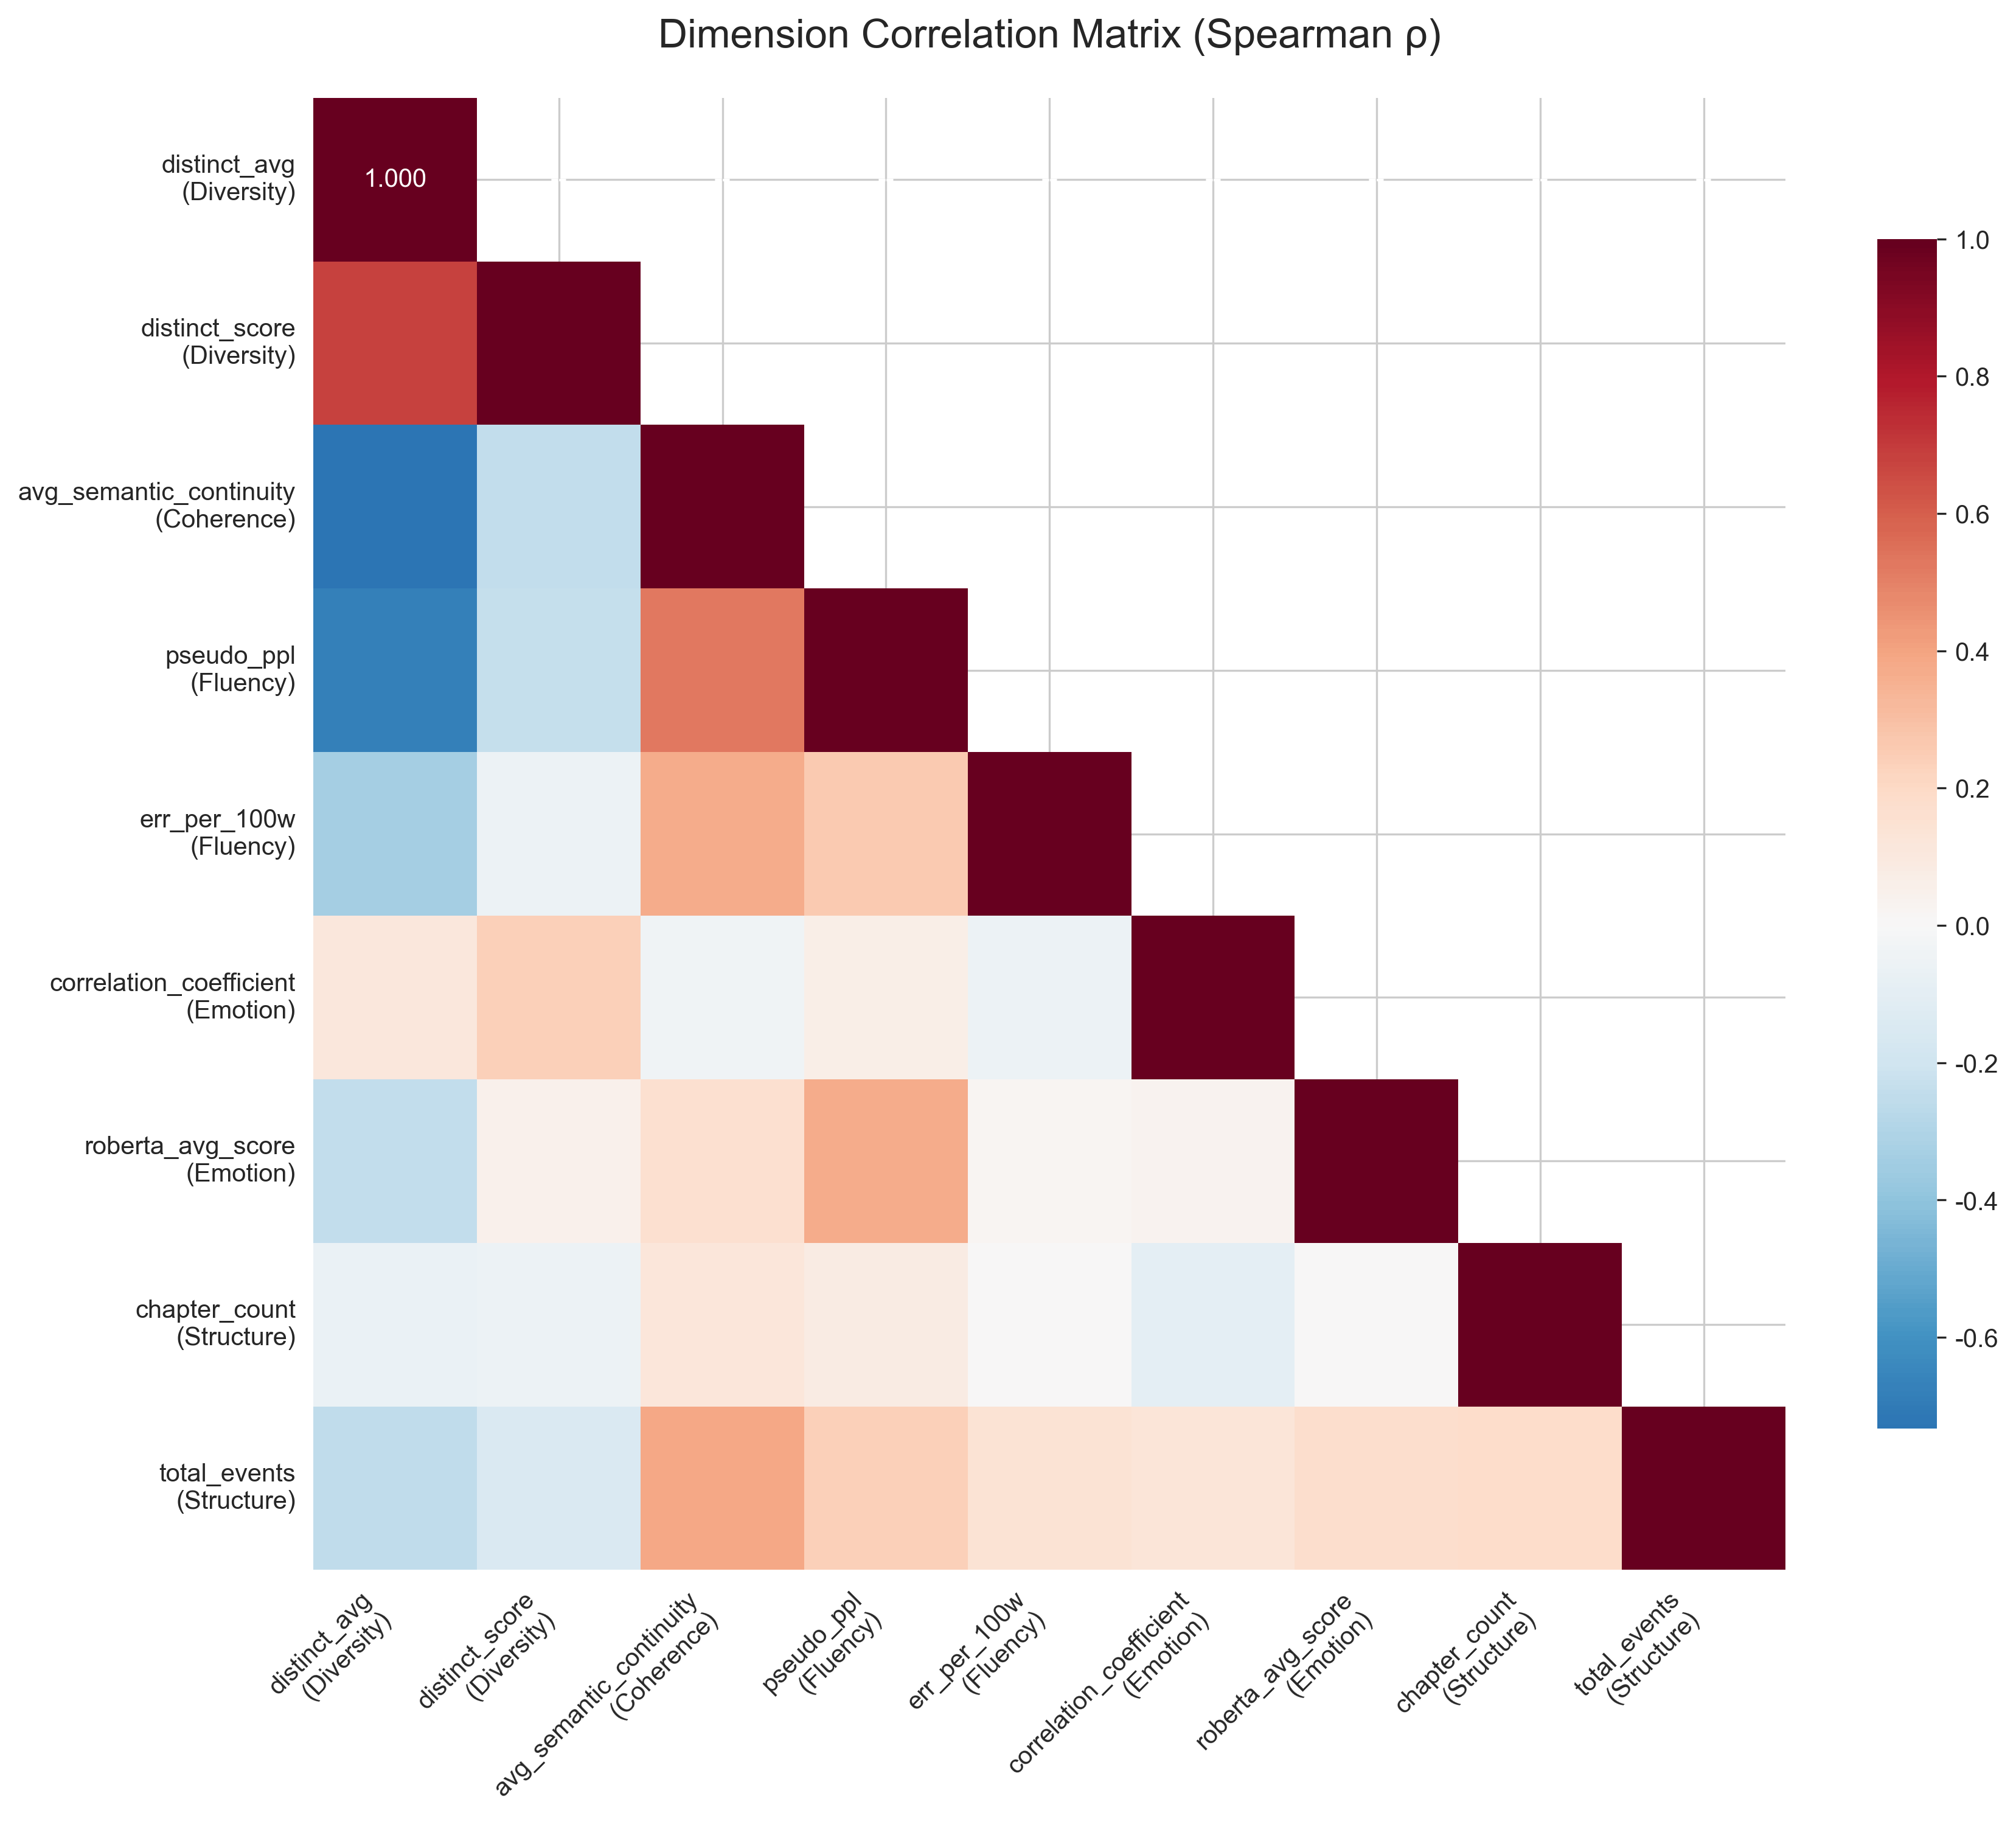 Dimension Correlation Matrix (Spearman ρ)
distinct_avg
(Diversity)
1.000
distinct_score
(Diversity)
avg_semantic_continuity
(Coherence)
pseudo_ppl
(Fluency)
err_per_100w
(Fluency)
correlation_coefficient
(Emotion)
roberta_avg_score
(Emotion)
chapter_count
(Structure)
total_events
(Structure)
distinct_avg
(Diversity)
distinct_score
(Diversity)
avg_semantic_continuity
(Coherence)
pseudo_ppl
(Fluency)
err_per_100w
(Fluency)
correlation_coefficient
(Emotion)
roberta_avg_score
(Emotion)
chapter_count
(Structure)
total_events
(Structure)
1.0
0.8
0.6
0.4
0.2
0.0
-0.2
-0.4
-0.6